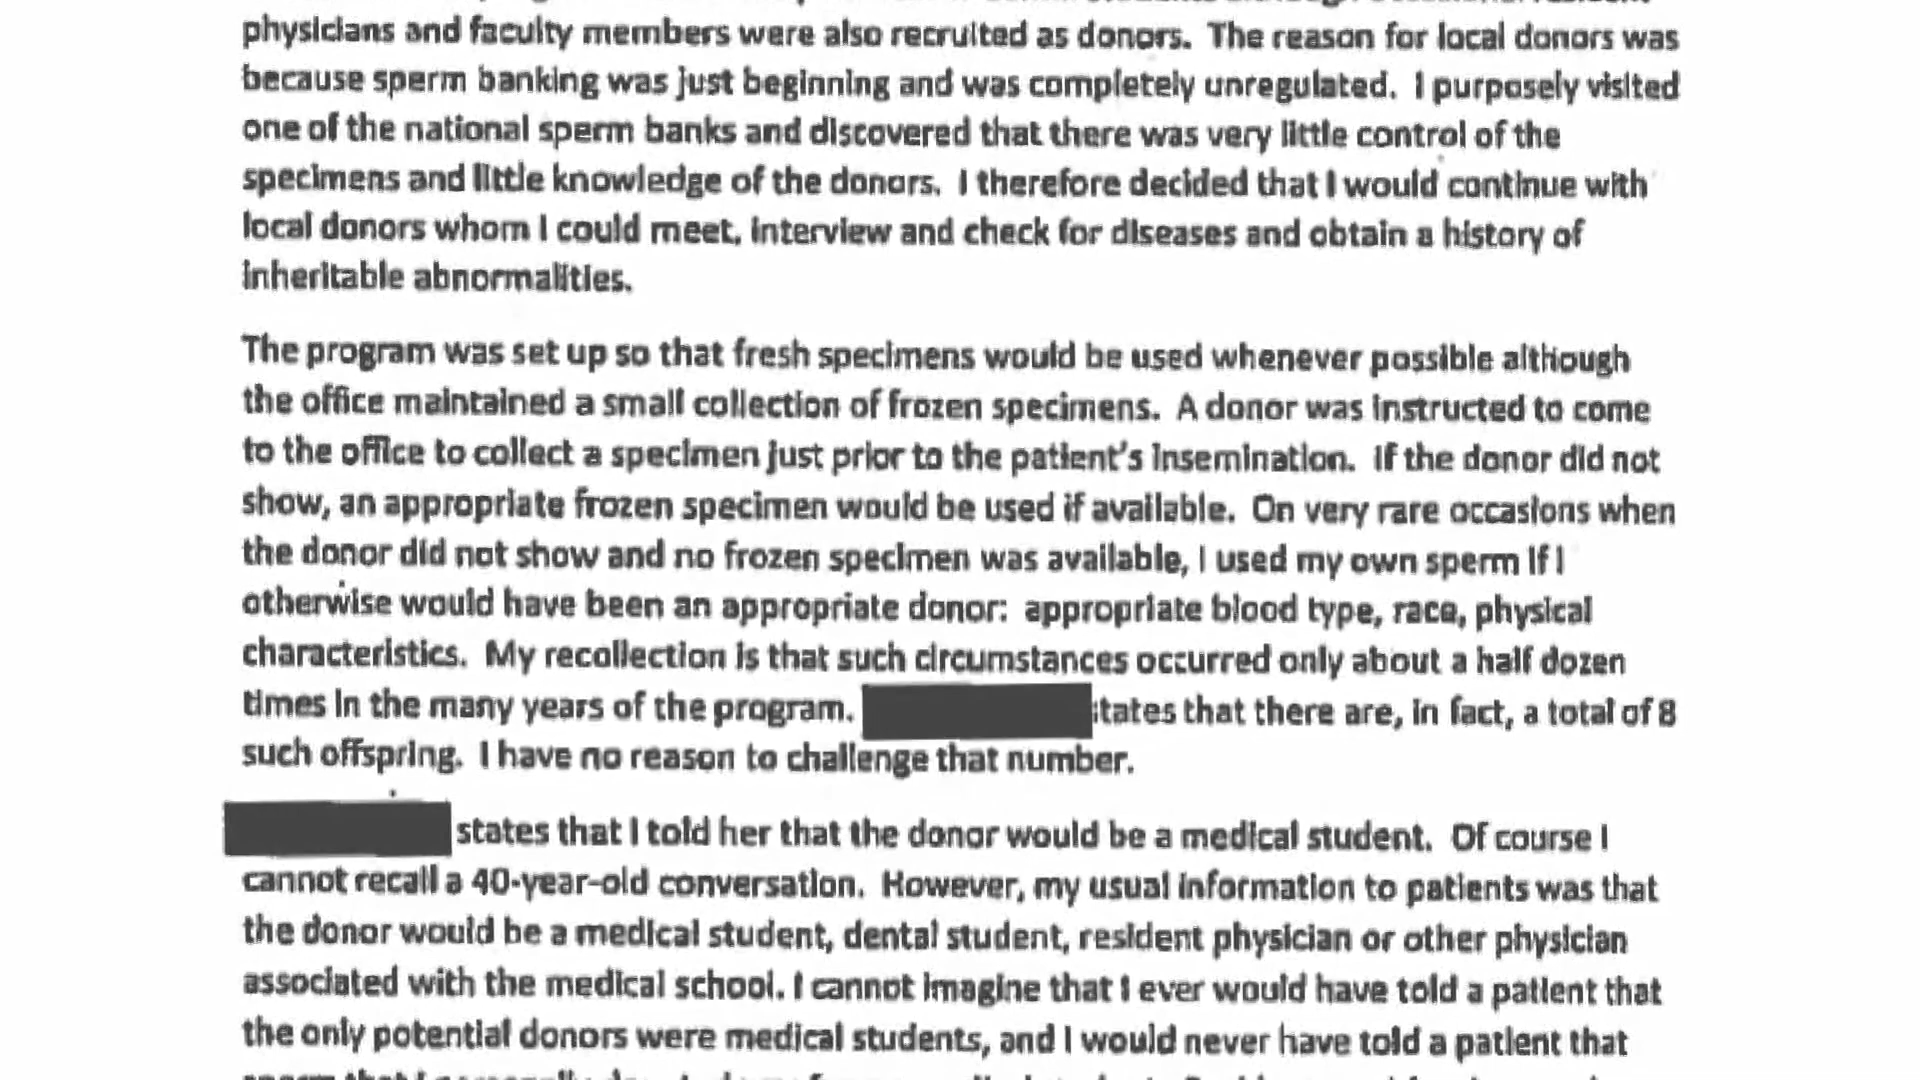 physicians and faculty members were also recruited as donors. The reason for local donors was
because sperm banking was just beginning and was completely unregulated. I purposely visited
one of the national sperm banks and discovered that there was very little control of the
specimens and little knowledge of the donors. I therefore decided that I would continue with
local donors whom I could meet, interview and check for diseases and obtain a history of
inheritable abnormalities.
The program was set up so that fresh specimens would be used whenever possible although
the office maintained a small collection of frozen specimens. A donor was instructed to come
to the office to collect a specimen just prior to the patient's insemination. If the donor did not
show, an appropriate frozen specimen would be used if available. On very rare occasions when
the donor did not show and no frozen specimen was available, I used my own sperm if I
otherwise would have been an appropriate donor: appropriate blood type, race, physical
characteristics. My recollection is that such circumstances occurred only about a half dozen
times in the many years of the program. tates that there are, in fact, a total of 8
such offspring. I have no reason to challenge that number.
states that I told her that the donor would be a medical student. Of course I
cannot recall a 40-year-old conversation. However, my usual information to patients was that
the donor would be a medical student, dental student, resident physician or other physician
associated with the medical school. I cannot imagine that I ever would have told a patient that
the only potential donors were medical students, and I would never have told a patient that